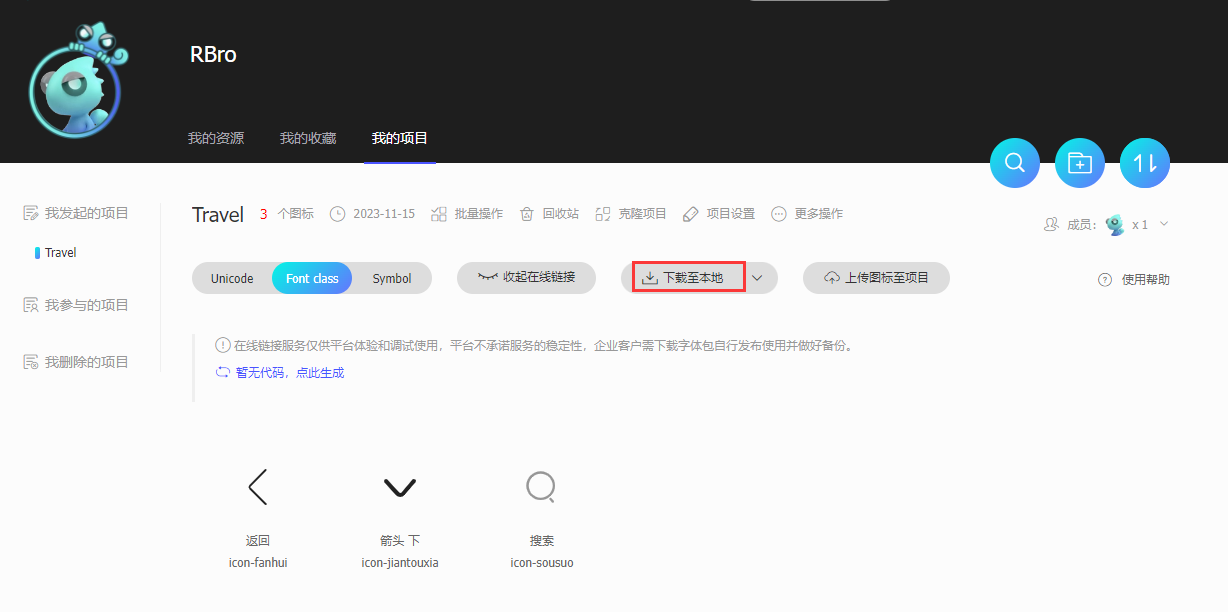 RBro
我的资源 我的收藏 我的项目
我发起的项目
Travel
我参与的项目
我删除的项目
Travel 3 个图标 2023-11-15 批量操作 回收站 克隆项目 项目设置 更多操作 成员: x 1
Unicode Font class Symbol 收起在线链接 下载至本地 上传图标至项目 使用帮助
在线链接服务仅供平台体验和调试使用，平台不承诺服务的稳定性，企业客户需下载字体包自行发布使用并做好备份。
暂无代码，点此生成
返回 箭头 下 搜索
icon-fanhui icon-jiantouxia icon-sousuo